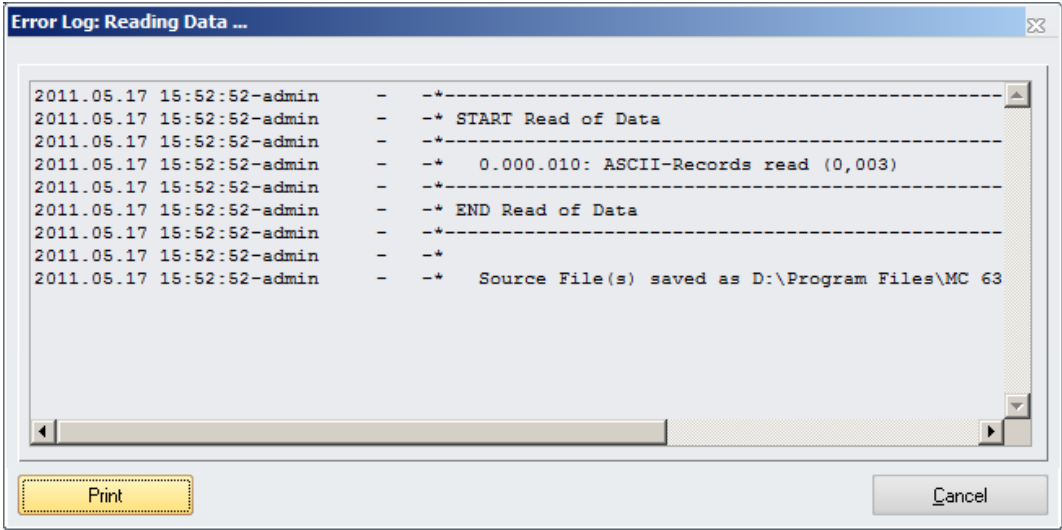 Error Log: Reading Data ...
2011.05.17 15:52:52-admin     -   -*-------------------------------------------------
2011.05.17 15:52:52-admin     -   -* START Read of Data
2011.05.17 15:52:52-admin     -   -*-------------------------------------------------
2011.05.17 15:52:52-admin     -   -*   0.000.010: ASCII-Records read (0,003)
2011.05.17 15:52:52-admin     -   -*-------------------------------------------------
2011.05.17 15:52:52-admin     -   -* END Read of Data
2011.05.17 15:52:52-admin     -   -*-------------------------------------------------
2011.05.17 15:52:52-admin     -   -*
2011.05.17 15:52:52-admin     -   -*   Source File(s) saved as D:\Program Files\MC 63
Print
Cancel